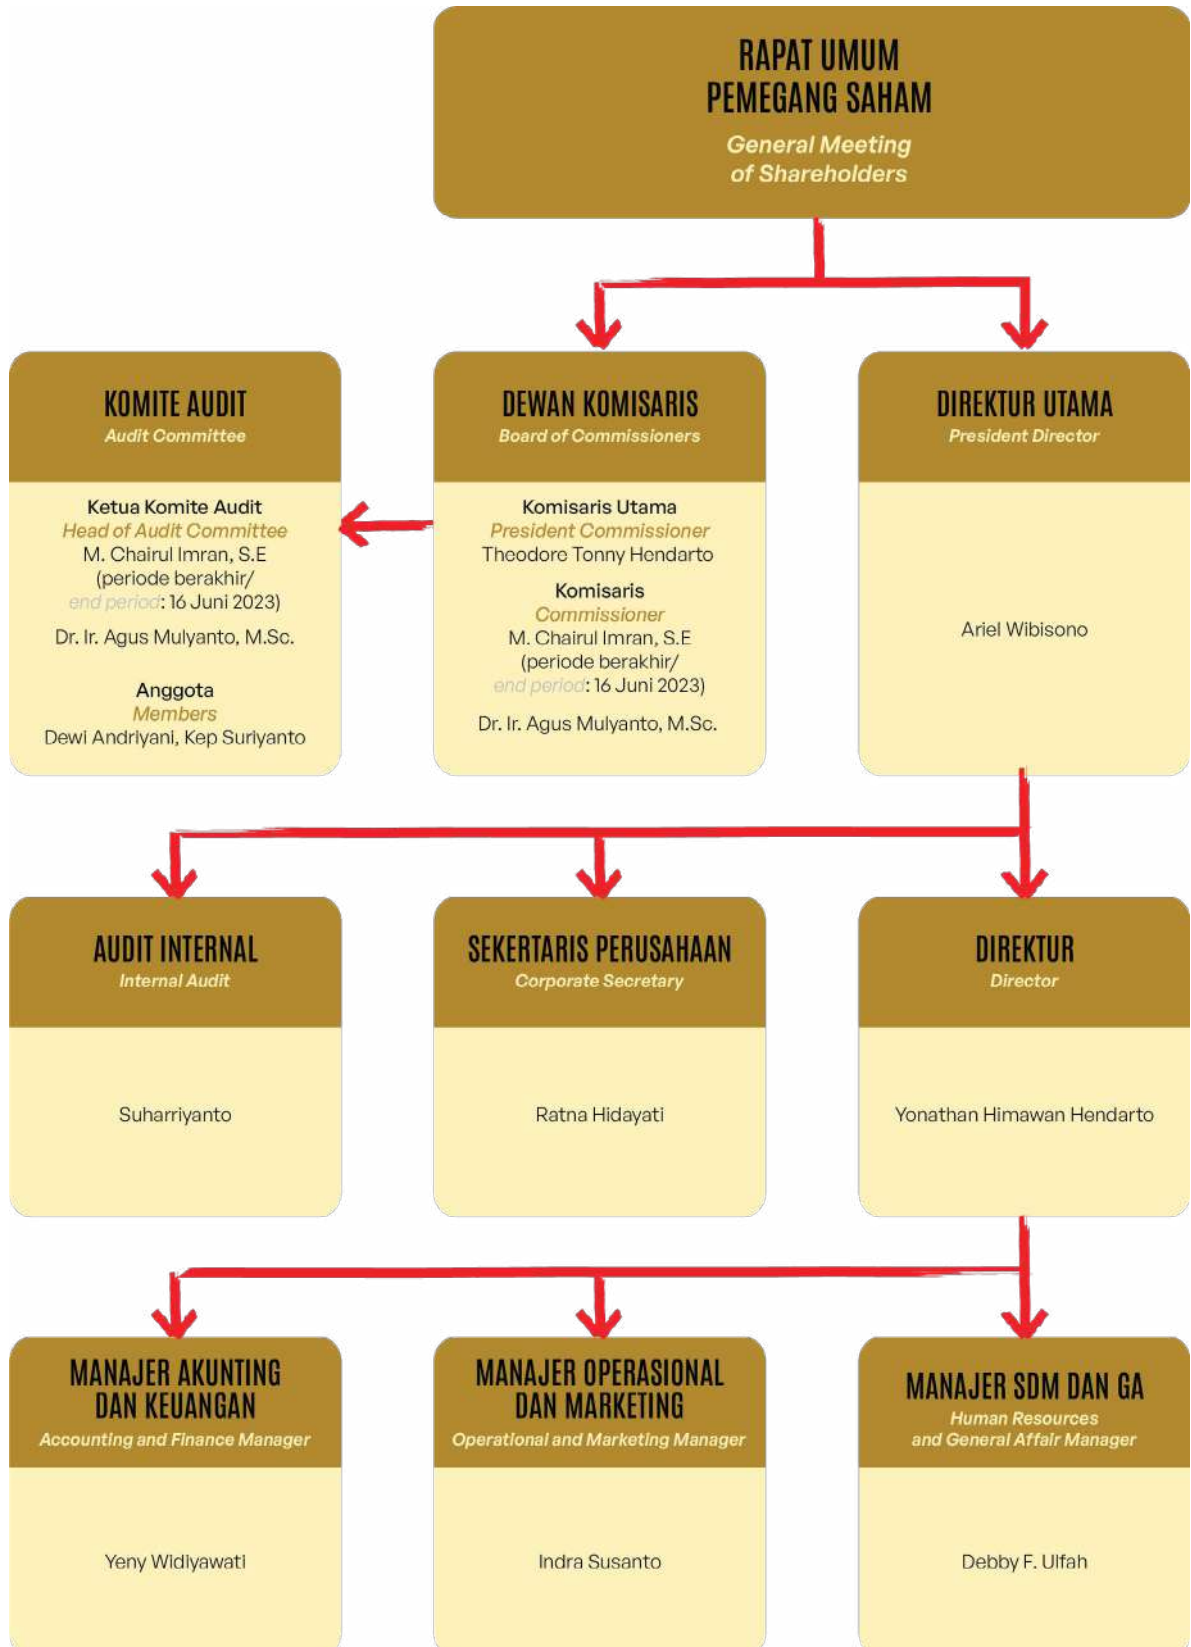 RAPAT UMUM
PEMEGANG SAHAM
General Meeting
of Shareholders
KOMITE AUDIT
Audit Committee
Ketua Komite Audit
Head of Audit Committee
M. Chairul Imran, S.E
(periode berakhir/
end period: 16 Juni 2023)
Dr. Ir. Agus Mulyanto, M.Sc.
Anggota
Members
Dewi Andriyani, Kep Suriyanto
DEWAN KOMISARIS
Board of Commissioners
Komisaris Utama
President Commissioner
Theodore Tonny Hendarto
Komisaris
Commissioner
M. Chairul Imran, S.E
(periode berakhir/
end period: 16 Juni 2023)
Dr. Ir. Agus Mulyanto, M.Sc.
DIREKTUR UTAMA
President Director
Ariel Wibisono
AUDIT INTERNAL
Internal Audit
Suharriyanto
SEKERTARIS PERUSAHAAN
Corporate Secretary
Ratna Hidayati
DIREKTUR
Director
Yonathan Himawan Hendarto
MANAJER AKUNTING
DAN KEUANGAN
Accounting and Finance Manager
Yeny Widiyawati
MANAJER OPERASIONAL
DAN MARKETING
Operational and Marketing Manager
Indra Susanto
MANAJER SDM DAN GA
Human Resources
and General Affair Manager
Debby F. Ulfah